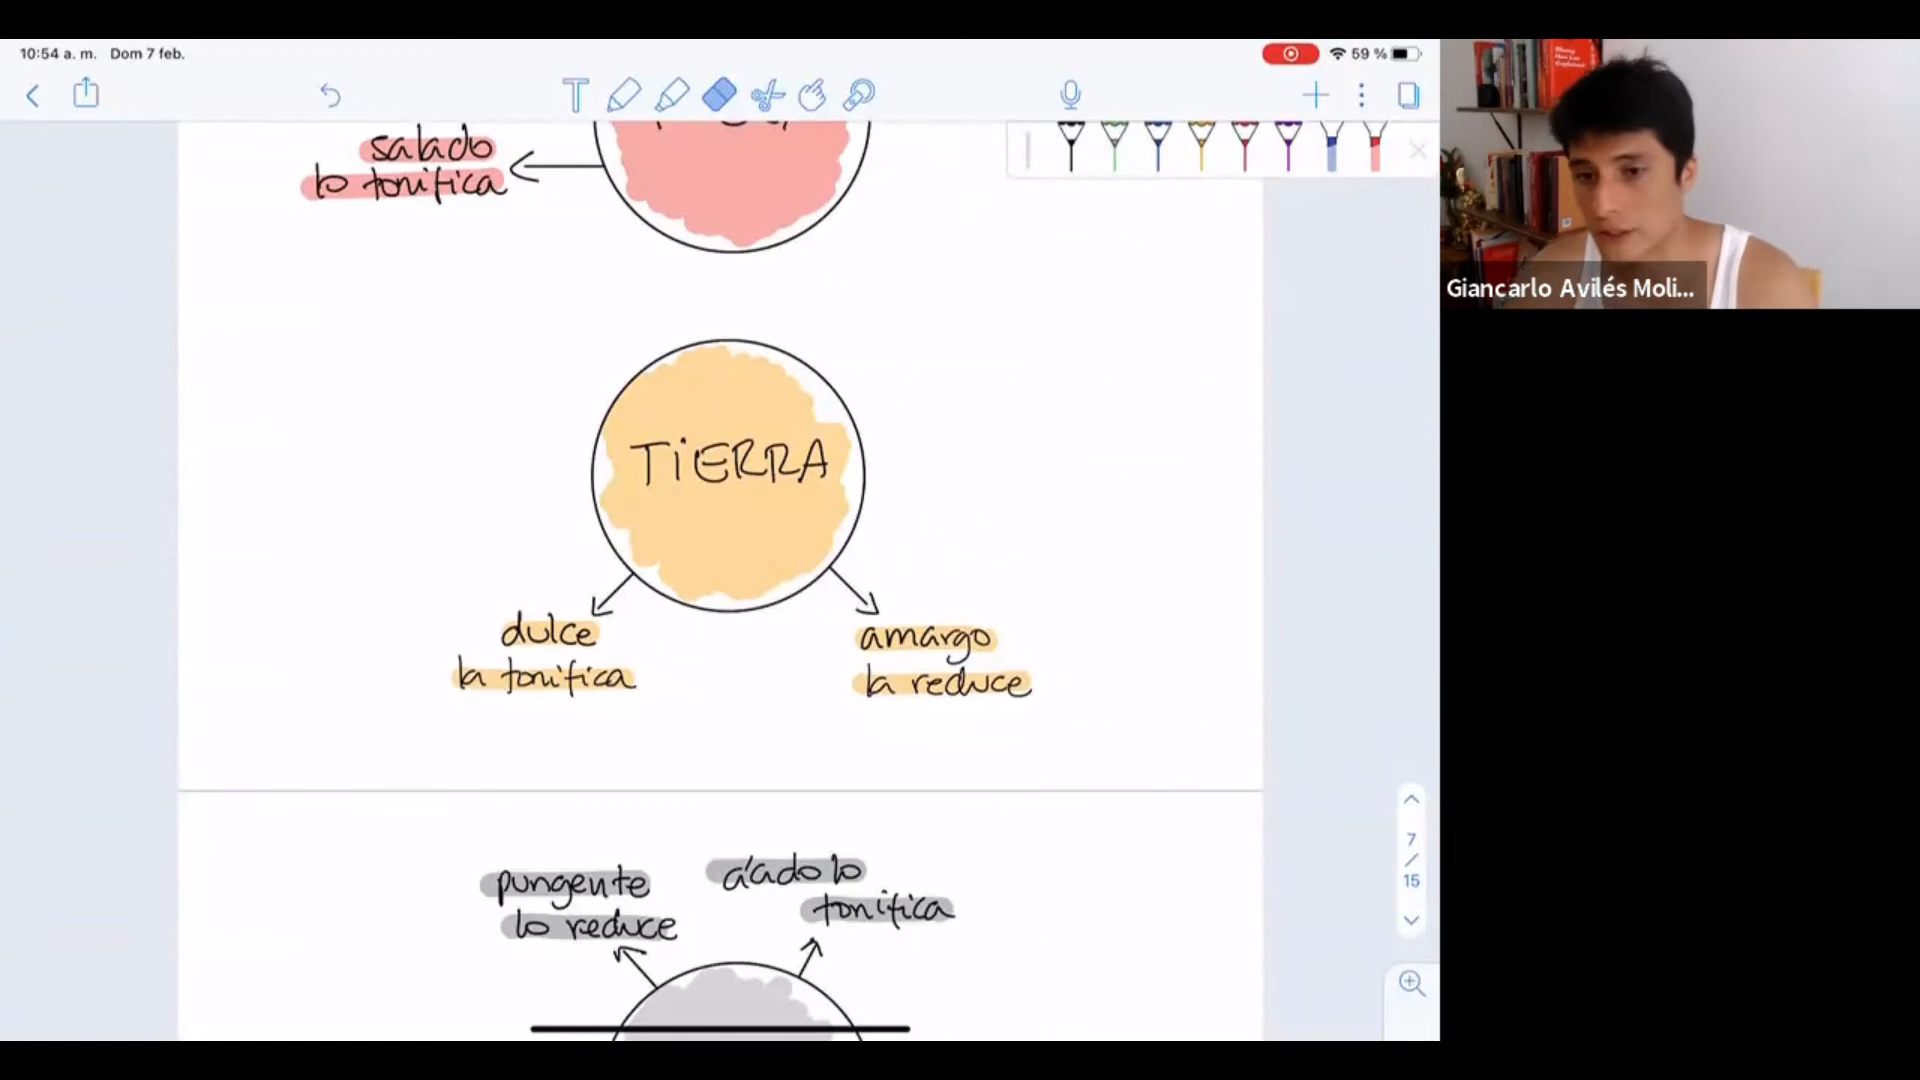 10:54 a. m. Dom 7 feb.
59 %
salado
lo tonifica
TiERRA
dulce
la tonifica
amargo
la reduce
pungente
lo reduce
ácido lo
tonifica
7
/
15
Giancarlo Avilés Moli...